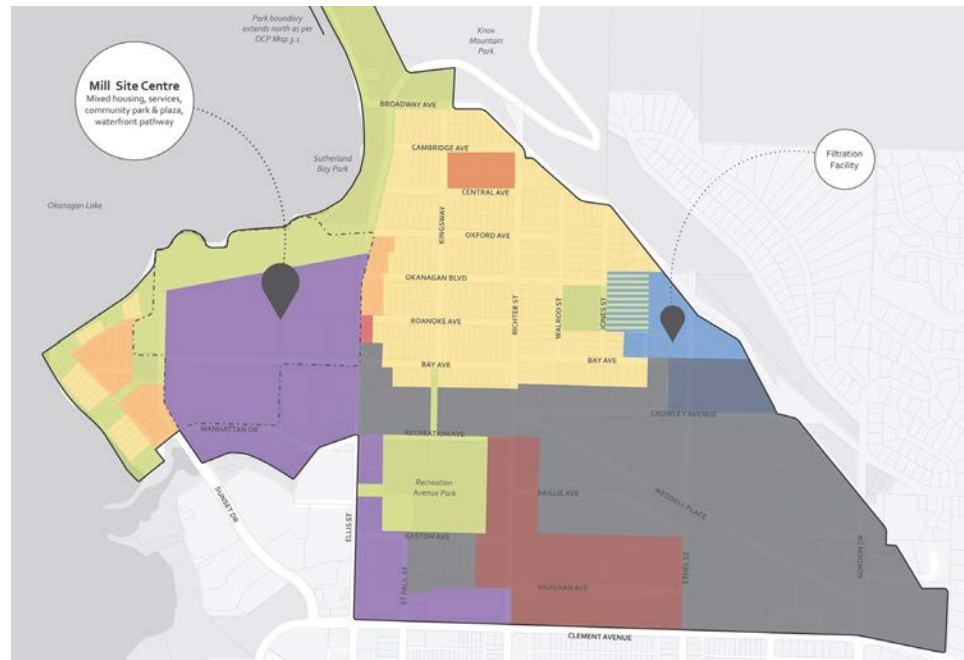 Park boundary
extends north as per
OCP Map 3.1.
Knox
Mountain
Park
Mill Site Centre
Mixed housing, services,
community park & plaza,
waterfront pathway
BROADWAY AVE
CAMBRIDGE AVE
Filtration
Facility
Sutherland
Bay Park
CENTRAL AVE
Okanagan Lake
KINGSWAY
OXFORD AVE
OKANAGAN BLVD
RICHTER ST
WALROD ST
JONES ST
ROANOKE AVE
BAY AVE
BAY AVE
CROWLEY AVENUE
MANHATTAN DR
RECREATION AVE
Recreation
Avenue Park
BAILLIE AVE
WEDDELL PLACE
SUNSET DR
ELLIS ST
GASTON AVE
ST PAUL ST
VAUGHAN AVE
ETHEL ST
GORDON DR
CLEMENT AVENUE